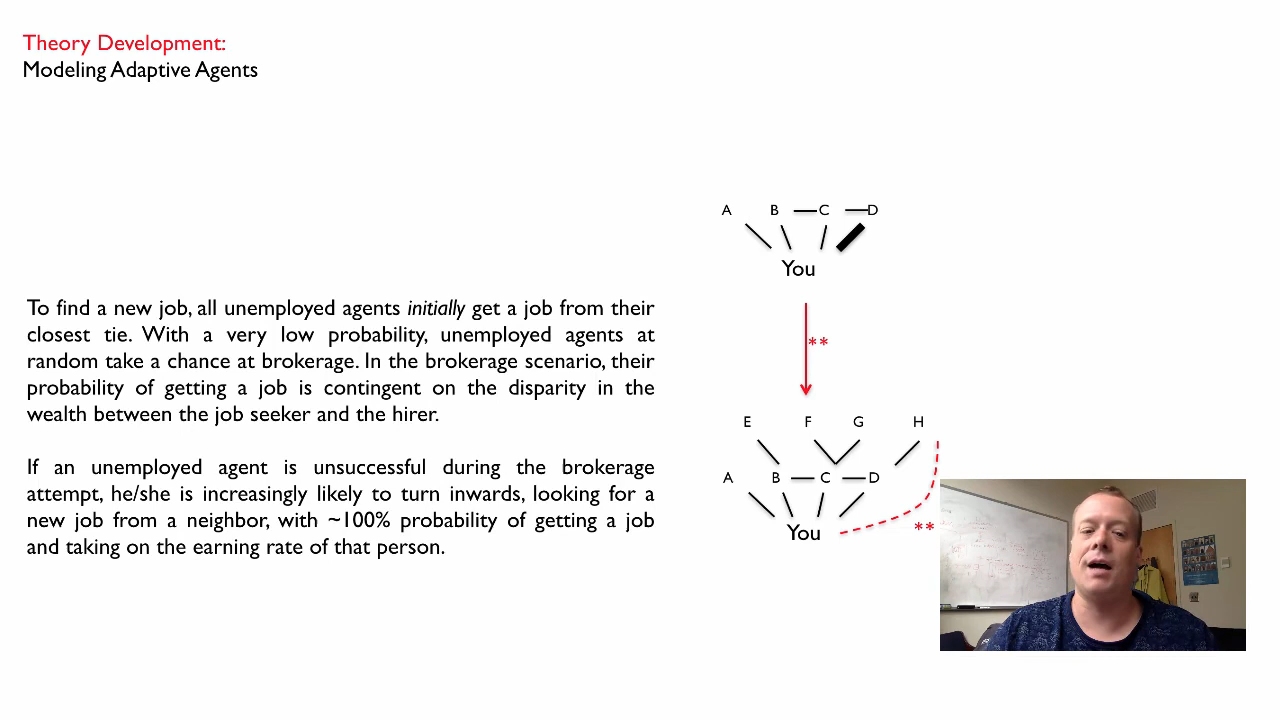 Theory Development:
Modeling Adaptive Agents
A B C D
You
**
To find a new job, all unemployed agents initially get a job from their
closest tie. With a very low probability, unemployed agents at
random take a chance at brokerage. In the brokerage scenario, their
probability of getting a job is contingent on the disparity in the
wealth between the job seeker and the hirer.
If an unemployed agent is unsuccessful during the brokerage
attempt, he/she is increasingly likely to turn inwards, looking for a
new job from a neighbor, with ~100% probability of getting a job
and taking on the earning rate of that person.
E F G H
A B C D
You
**